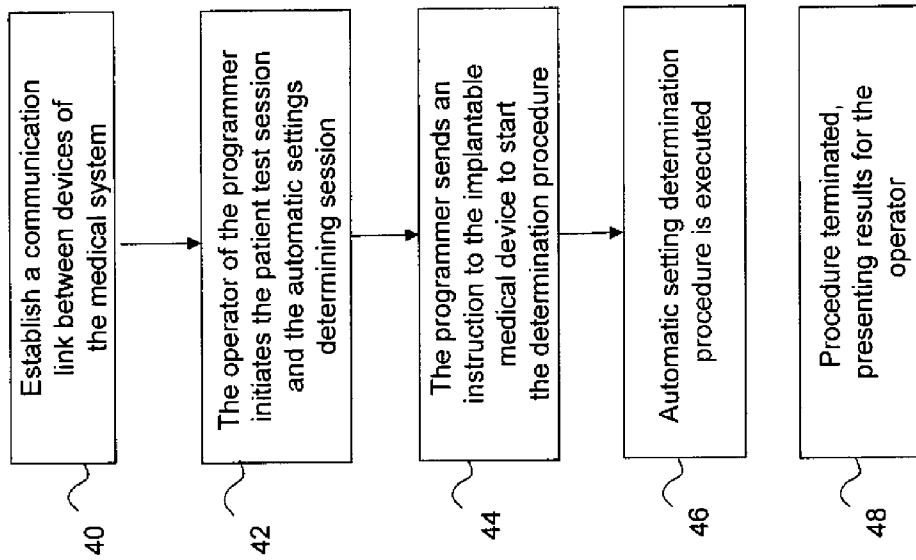 Establish a communication
link between devices of
the medical system
40
The operator of the programmer
initiates the patient test session
and the automatic settings
determining session
42
The programmer sends an
instruction to the implantable
medical device to start
the determination procedure
44
Automatic setting determination
procedure is executed
46
Procedure terminated,
presenting results for the
operator
48